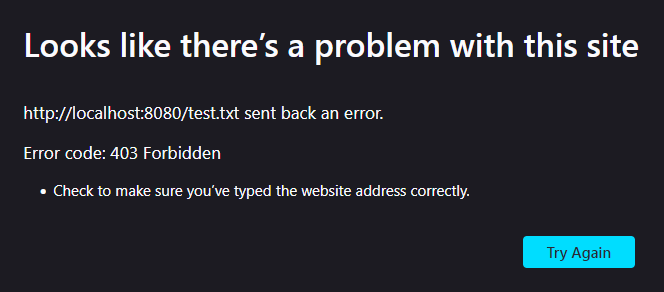 Looks like there’s a problem with this site
http://localhost:8080/test.txt sent back an error.
Error code: 403 Forbidden
• Check to make sure you’ve typed the website address correctly.
Try Again